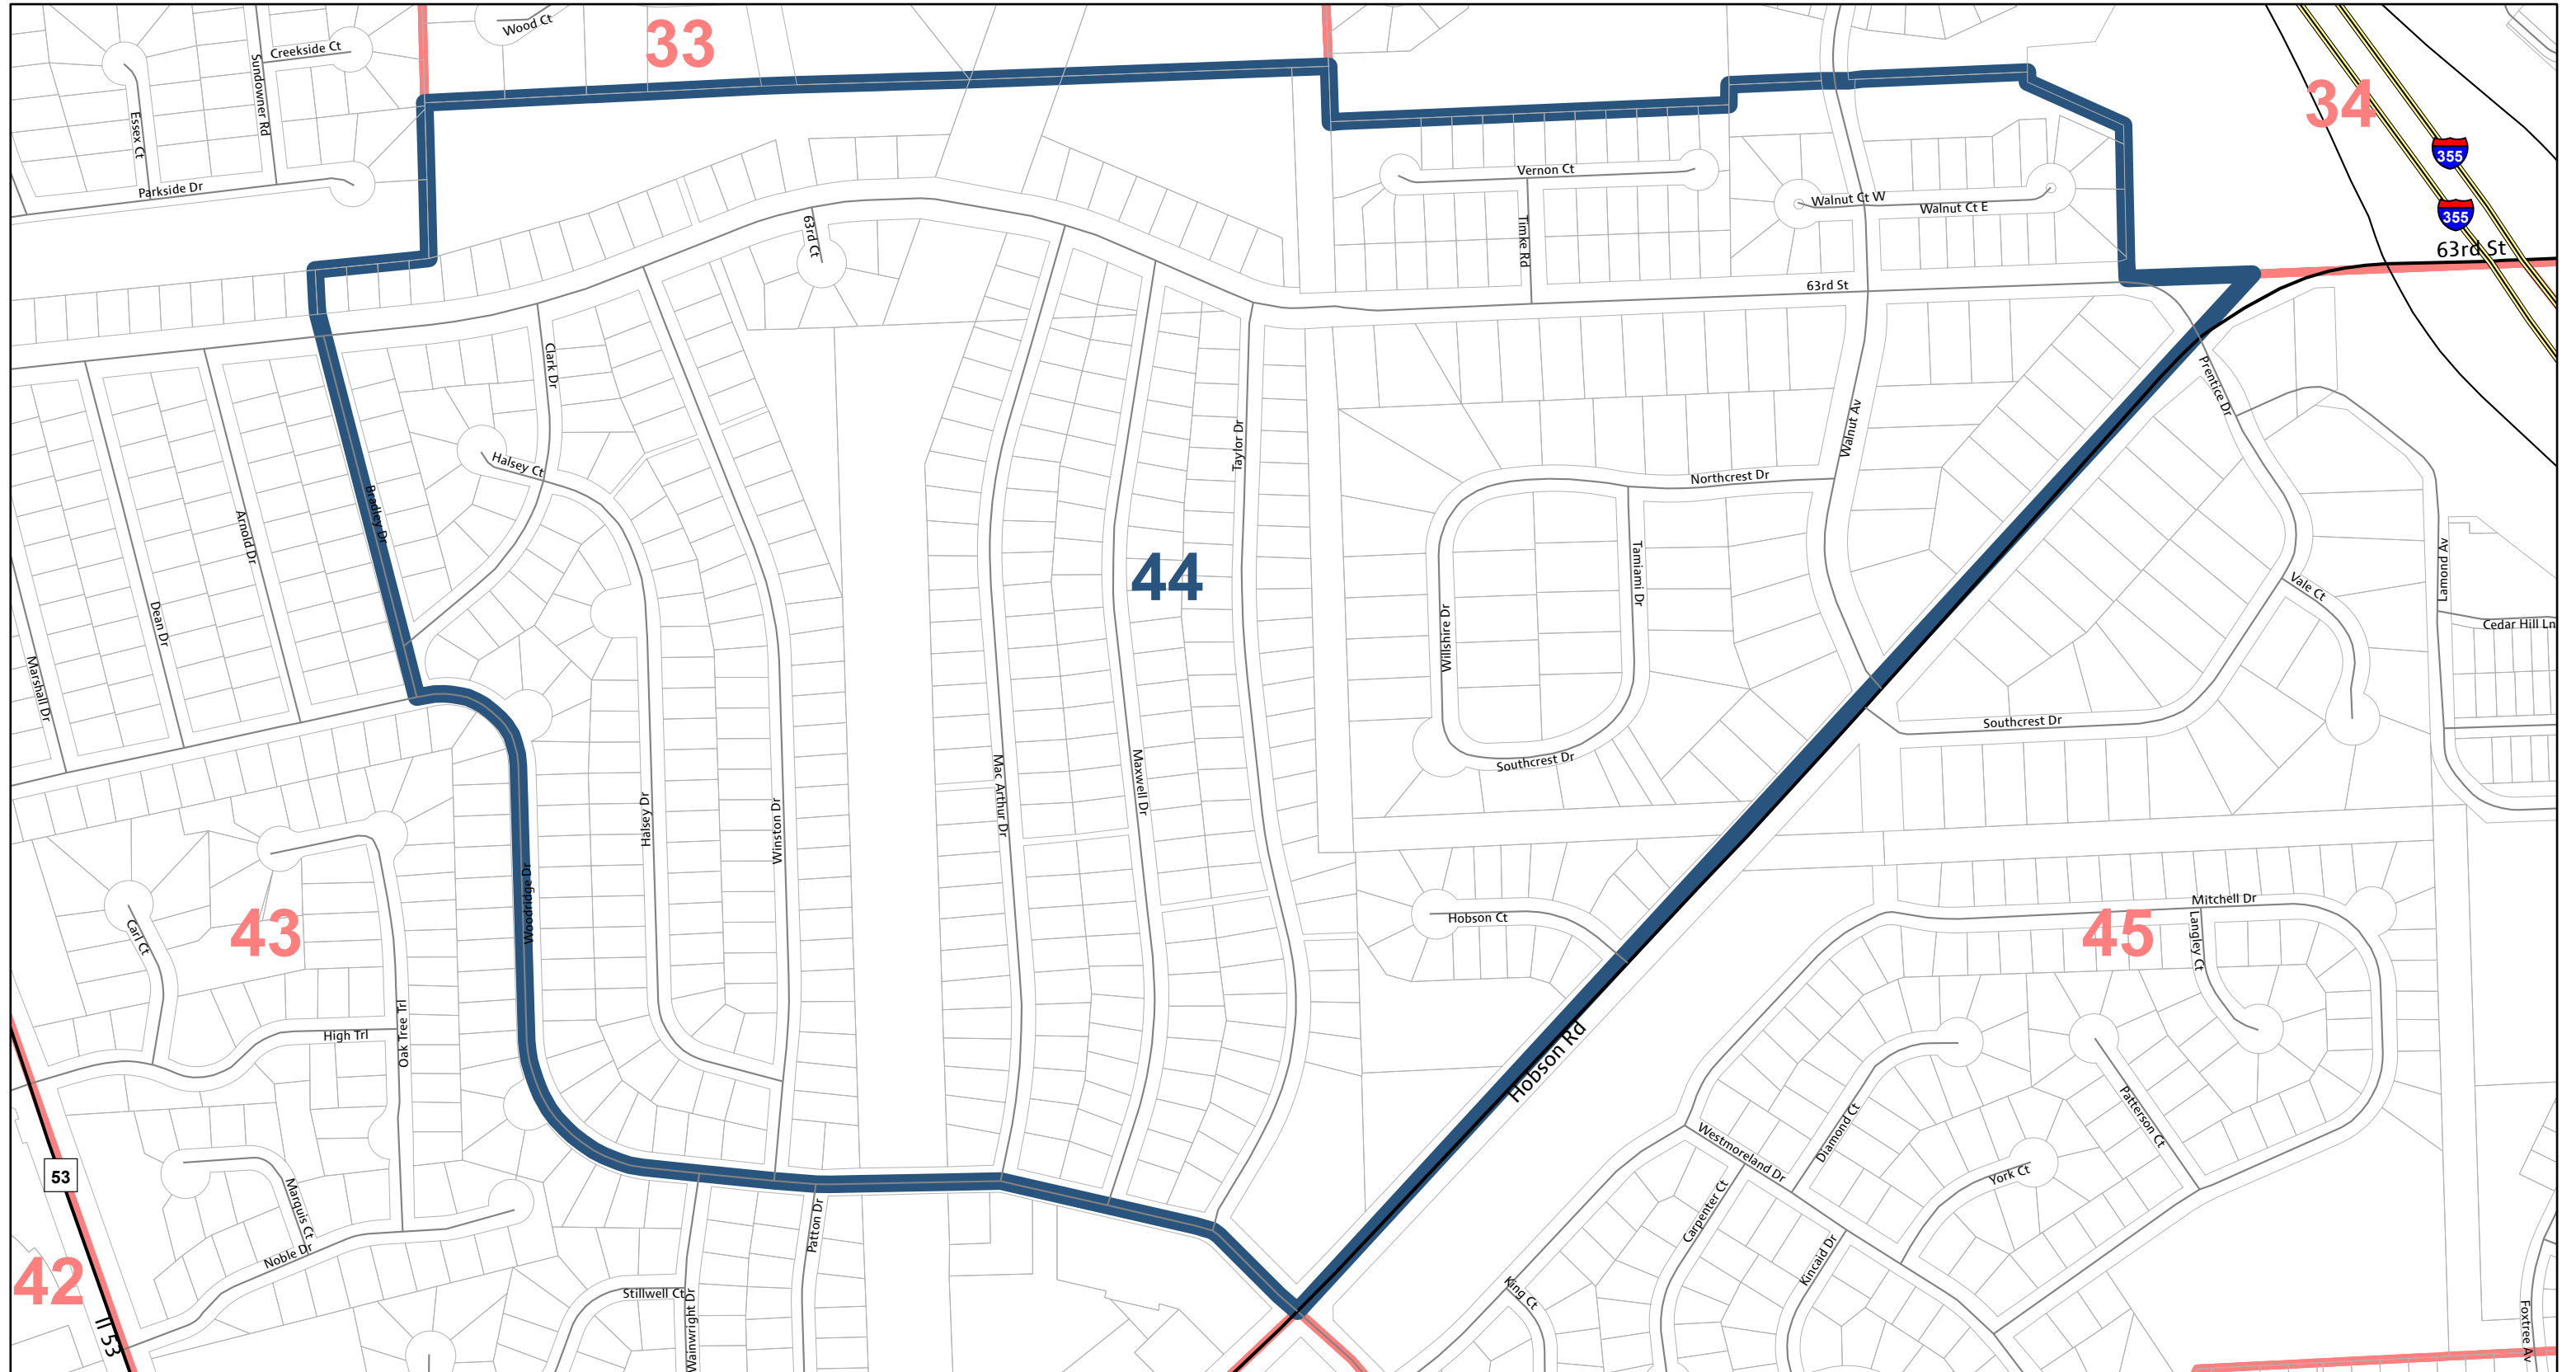 Wood Ct
33
Creekside Ct
Sundowner Rd
Essex Ct
Parkside Dr
34
355
355
63rd St
Vernon Ct
Walnut Ct W
Walnut Ct E
Timke Rd
63rd Ct
63rd St
Clark Dr
Prentice Dr
Taylor Dr
Walnut Av
Halsey Ct
Northcrest Dr
Bradley Dr
Arnold Dr
Dean Dr
Marshall Dr
44
Tamiami Dr
Willshire Dr
Vale Ct
Lamond Av
Cedar Hill Ln
Southcrest Dr
Southcrest Dr
Mac Arthur Dr
Maxwell Dr
Halsey Dr
Winston Dr
Woodridge Dr
43
Carl Ct
Hobson Ct
Mitchell Dr
45
Langley Ct
High Trl
Oak Tree Trl
Hobson Rd
53
Westmoreland Dr
Diamond Ct
Patterson Ct
York Ct
Marquis Ct
Noble Dr
Patton Dr
Carpenter Ct
Kincaid Dr
King Ct
42
Il 53
Stillwell Ct
Wainwright Dr
Foxtree Av